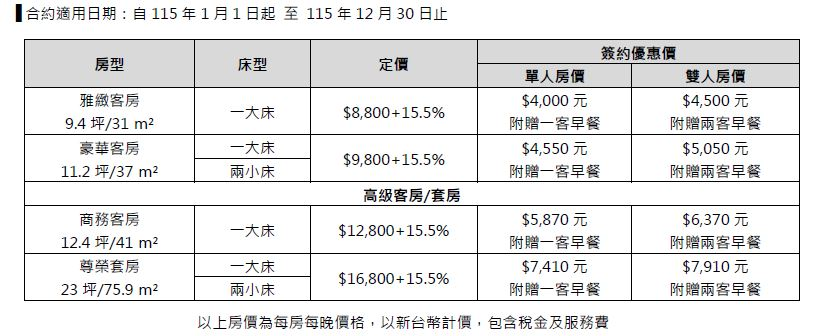 ▌合約適用日期：自 115 年 1 月 1 日起 至 115 年 12 月 30 日止
房型 床型 定價 簽約優惠價
單人房價 雙人房價
雅緻客房
9.4 坪/31 m² 一大床 $8,800+15.5% $4,000 元 $4,500 元
附贈一客早餐 附贈兩客早餐
豪華客房 一大床 $9,800+15.5% $4,550 元 $5,050 元
11.2 坪/37 m² 兩小床 附贈一客早餐 附贈兩客早餐
高級客房/套房
商務客房
12.4 坪/41 m² 一大床 $12,800+15.5% $5,870 元 $6,370 元
附贈一客早餐 附贈兩客早餐
尊榮套房 一大床 $16,800+15.5% $7,410 元 $7,910 元
23 坪/75.9 m² 兩小床 附贈一客早餐 附贈兩客早餐
以上房價為每房每晚價格，以新台幣計價，包含稅金及服務費